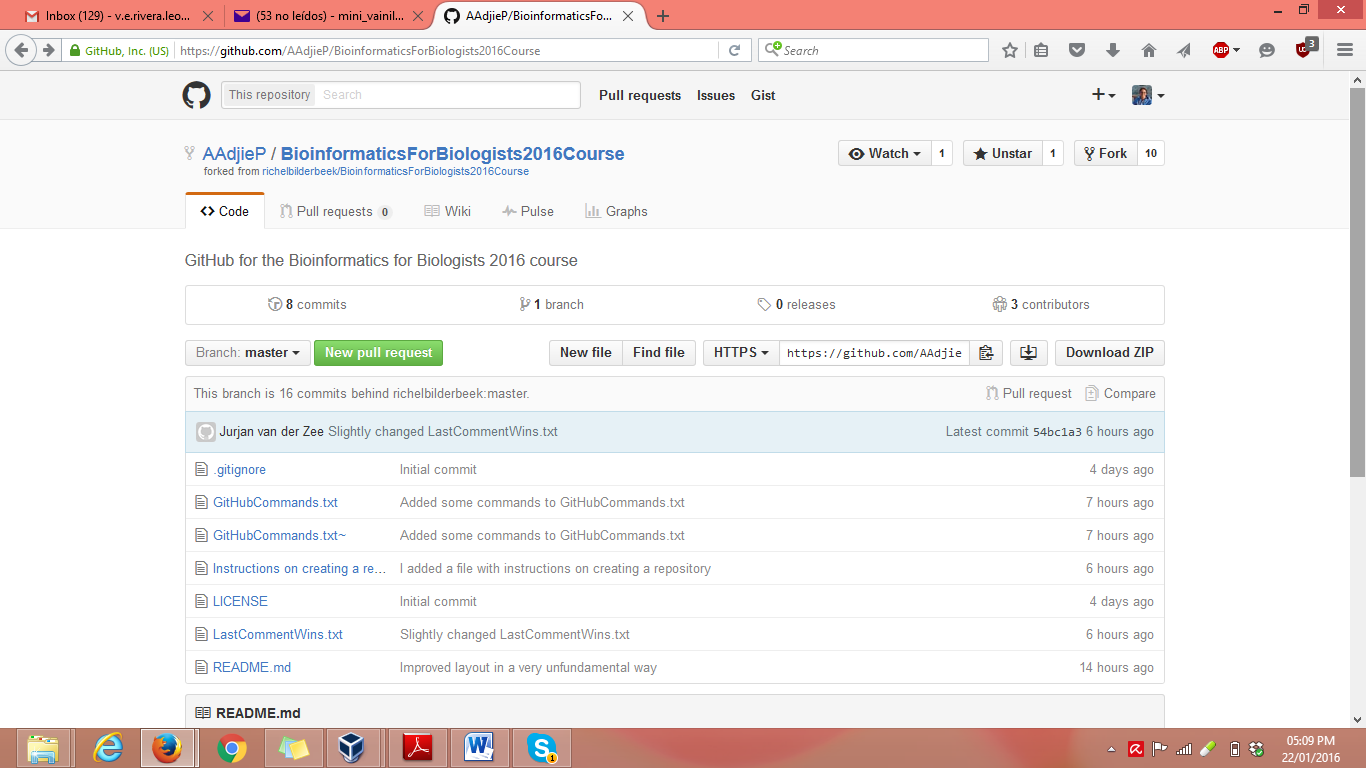 Inbox (129) - v.e.rivera.leo...
(53 no leídos) - mini_vainil...
AAdjieP/BioinformaticsFo...
GitHub, Inc. (US) https://github.com/AAdjieP/BioinformaticsForBiologists2016Course Search ABP 3
This repository Search Pull requests Issues Gist
AAdjieP / BioinformaticsForBiologists2016Course Watch 1 Unstar 1 Fork 10
forked from richelbilderbeek/BioinformaticsForBiologists2016Course
Code Pull requests 0 Wiki Pulse Graphs
GitHub for the Bioinformatics for Biologists 2016 course
8 commits 1 branch 0 releases 3 contributors
Branch: master New pull request New file Find file HTTPS https://github.com/AAdjie Download ZIP
This branch is 16 commits behind richelbilderbeek:master. Pull request Compare
Jurjan van der Zee Slightly changed LastCommentWins.txt Latest commit 54bc1a3 6 hours ago
.gitignore Initial commit 4 days ago
GitHubCommands.txt Added some commands to GitHubCommands.txt 7 hours ago
GitHubCommands.txt~ Added some commands to GitHubCommands.txt 7 hours ago
Instructions on creating a re... I added a file with instructions on creating a repository 6 hours ago
LICENSE Initial commit 4 days ago
LastCommentWins.txt Slightly changed LastCommentWins.txt 6 hours ago
README.md Improved layout in a very unfundamental way 14 hours ago
README.md
05:09 PM
22/01/2016